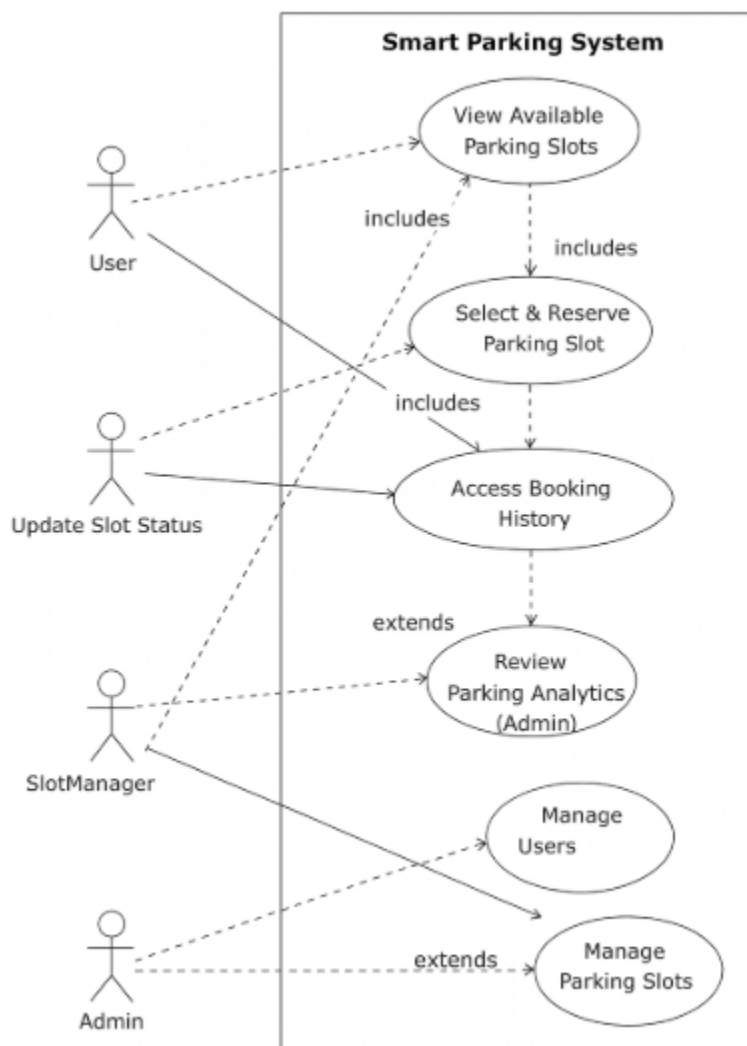 Smart Parking System
View Available
Parking Slots
includes
User
includes
Select & Reserve
Parking Slot
includes
Update Slot Status
Access Booking
History
extends
Review
Parking Analytics
(Admin)
SlotManager
Manage
Users
extends
Manage
Parking Slots
Admin